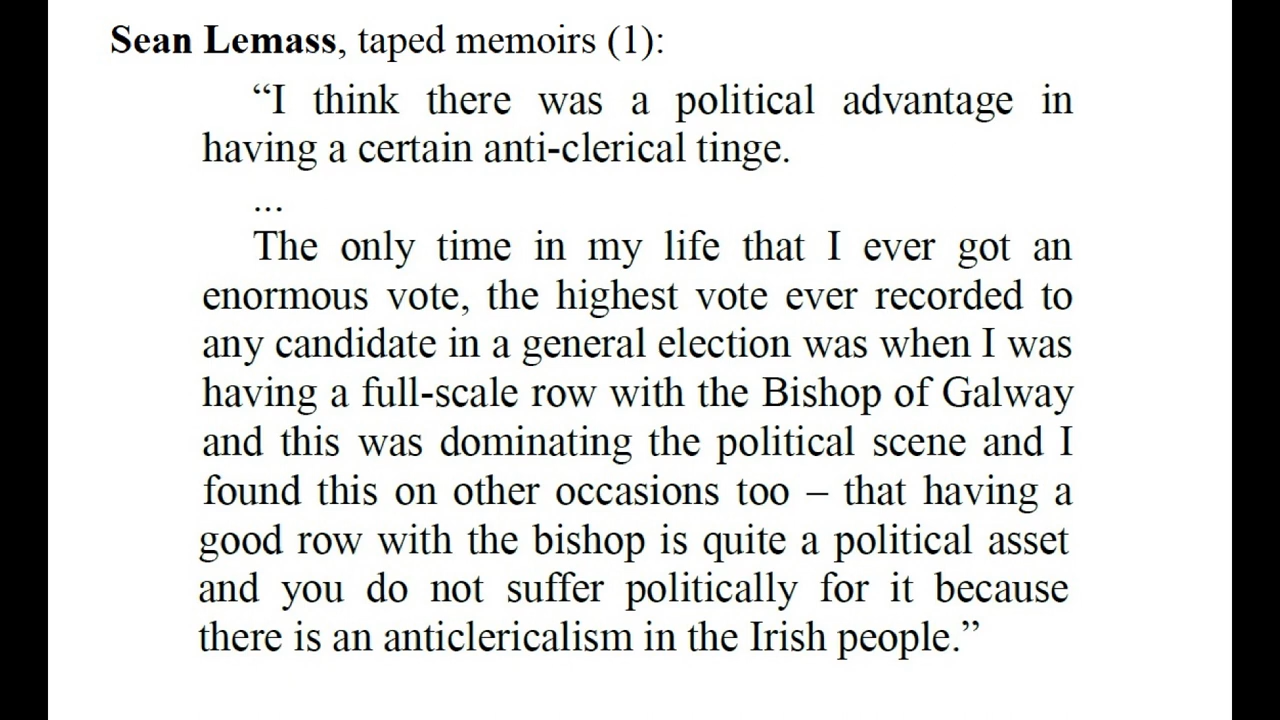 Sean Lemass, taped memoirs (1):
“I think there was a political advantage in
having a certain anti-clerical tinge.
...
The only time in my life that I ever got an
enormous vote, the highest vote ever recorded to
any candidate in a general election was when I was
having a full-scale row with the Bishop of Galway
and this was dominating the political scene and I
found this on other occasions too – that having a
good row with the bishop is quite a political asset
and you do not suffer politically for it because
there is an anticlericalism in the Irish people.”